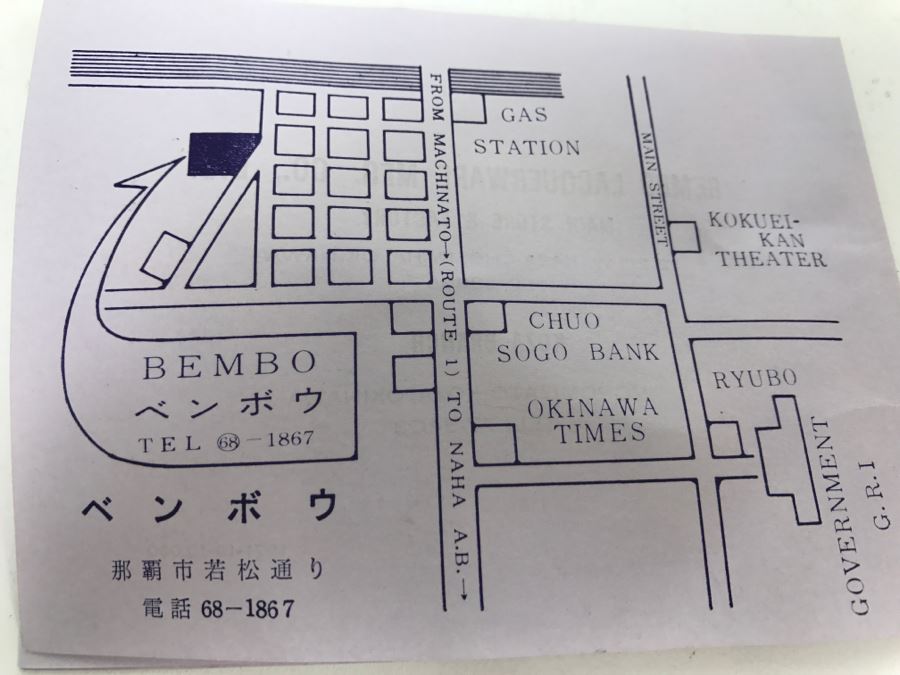 FROM MACHINATO→(ROUTE 1) TO NAHA A.B.→
GAS
STATION
MAIN STREET
KOKUEI-
KAN
THEATER
CHUO
SOGO BANK
OKINAWA
TIMES
RYUBO
GOVERNMENT
G.R.I
BEMBO
ベンボウ
TEL 68-1867
ベンボウ
那覇市若松通り
電話 68-1867